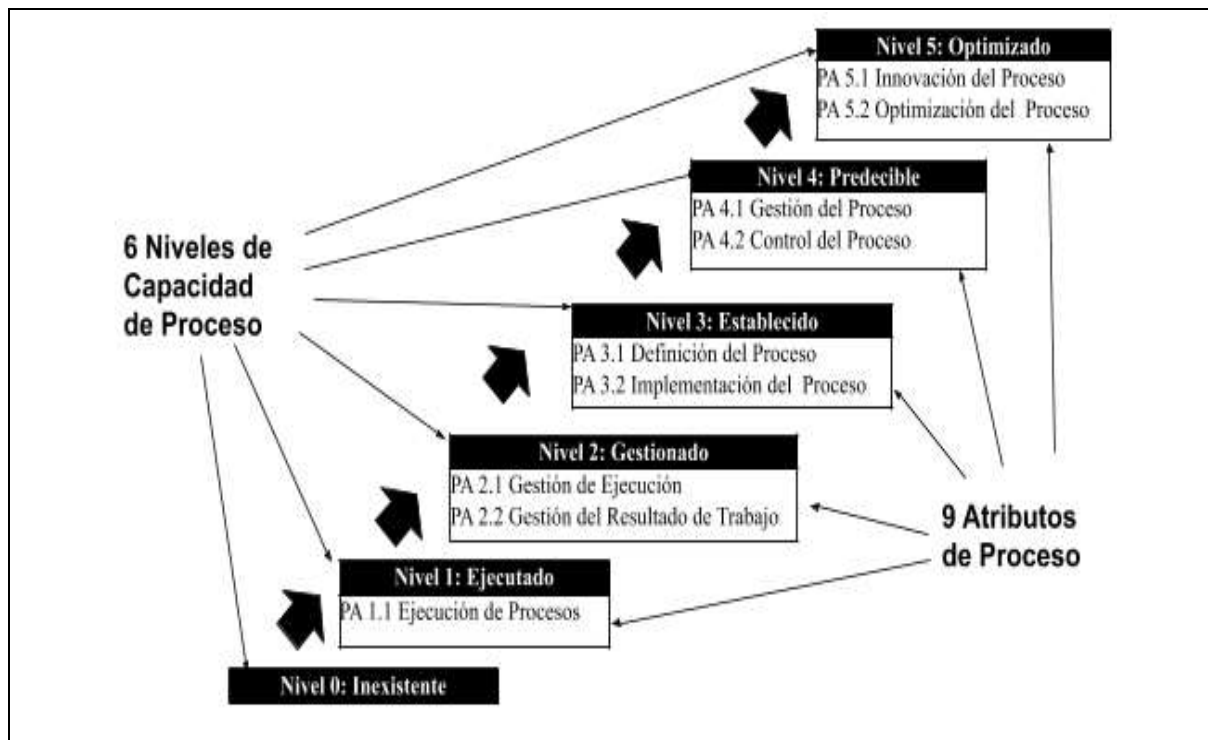 Nivel 5: Optimizado
PA 5.1 Innovación del Proceso
PA 5.2 Optimización del Proceso
Nivel 4: Predecible
PA 4.1 Gestión del Proceso
PA 4.2 Control del Proceso
6 Niveles de
Capacidad
de Proceso
Nivel 3: Establecido
PA 3.1 Definición del Proceso
PA 3.2 Implementación del Proceso
Nivel 2: Gestionado
PA 2.1 Gestión de Ejecución
PA 2.2 Gestión del Resultado de Trabajo
9 Atributos
de Proceso
Nivel 1: Ejecutado
PA 1.1 Ejecución de Procesos
Nivel 0: Inexistente